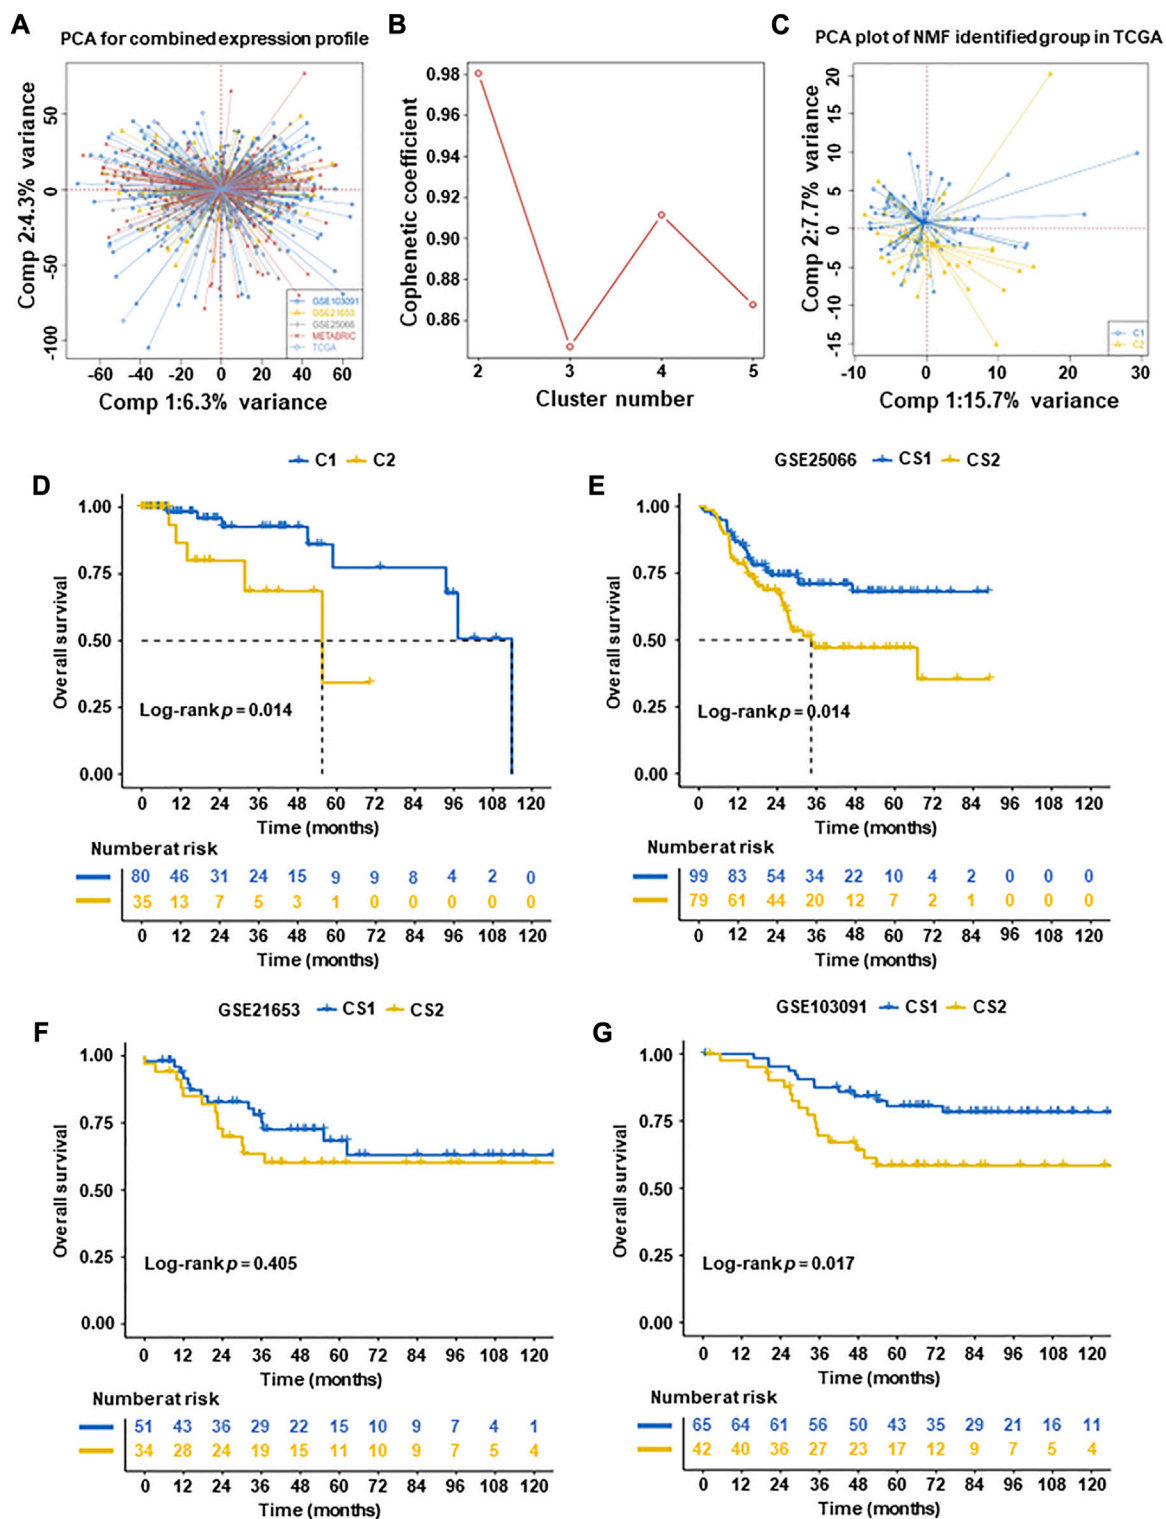 A
PCA for combined expression profile
Comp 2:4.3% variance
50
0
-50
-100
-60 -40 -20 0 20 40 60
Comp 1:6.3% variance
GSE103091
GSE21653
GSE25066
METABRIC
TCGA
B
Cophenetic coefficient
0.98
0.96
0.94
0.92
0.90
0.88
0.86
2 3 4 5
Cluster number
C
PCA plot of NMF identified group in TCGA
Comp 2:7.7% variance
20
15
10
5
0
-5
-10
-15
-10 0 10 20 30
Comp 1:15.7% variance
C1
C2
D
C1 C2
Overall survival
1.00
0.75
0.50
0.25
0.00
Log-rank p = 0.014
0 12 24 36 48 60 72 84 96 108 120
Time (months)
Numberat risk
80 46 31 24 15 9 9 8 4 2 0
35 13 7 5 3 1 0 0 0 0 0
0 12 24 36 48 60 72 84 96 108 120
Time (months)
E
GSE25066 CS1 CS2
Overall survival
1.00
0.75
0.50
0.25
0.00
Log-rank p = 0.014
0 12 24 36 48 60 72 84 96 108 120
Time (months)
Numberat risk
99 83 54 34 22 10 4 2 0 0 0
79 61 44 20 12 7 2 1 0 0 0
0 12 24 36 48 60 72 84 96 108 120
Time (months)
F
GSE21653 CS1 CS2
Overall survival
1.00
0.75
0.50
0.25
0.00
Log-rank p = 0.405
0 12 24 36 48 60 72 84 96 108 120
Time (months)
Numberat risk
51 43 36 29 22 15 10 9 7 4 1
34 28 24 19 15 11 10 9 7 5 4
0 12 24 36 48 60 72 84 96 108 120
Time (months)
G
GSE103091 CS1 CS2
Overall survival
1.00
0.75
0.50
0.25
0.00
Log-rank p = 0.017
0 12 24 36 48 60 72 84 96 108 120
Time (months)
Numberat risk
65 64 61 56 50 43 35 29 21 16 11
42 40 36 27 23 17 12 9 7 5 4
0 12 24 36 48 60 72 84 96 108 120
Time (months)